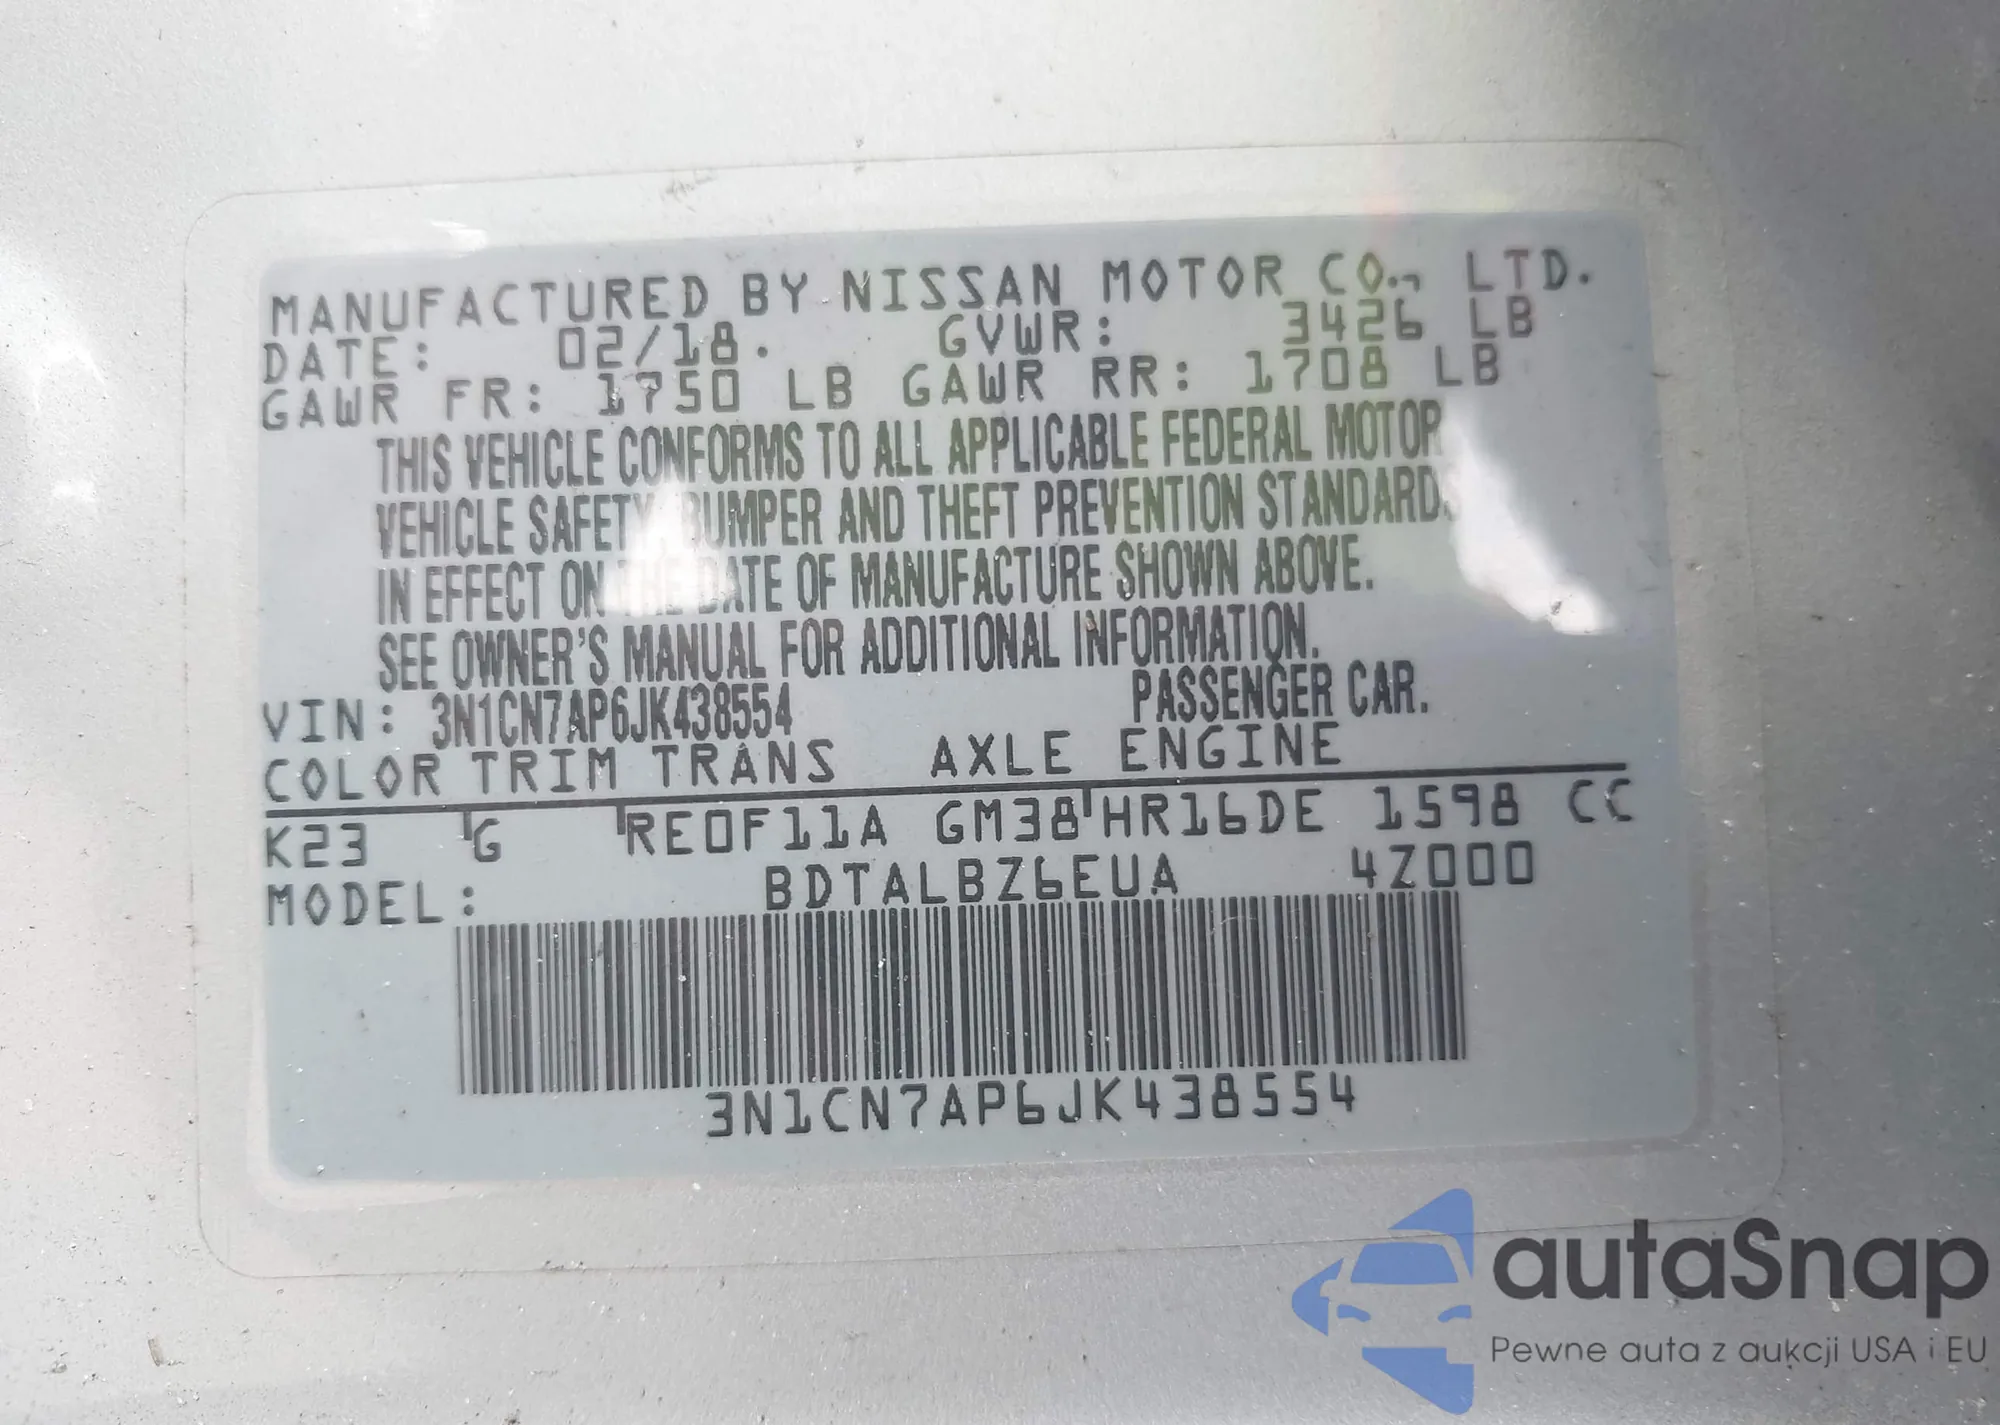 MANUFACTURED BY NISSAN MOTOR CO., LTD.
DATE: 02/18. GVWR: 3426 LB
GAWR FR: 1750 LB GAWR RR: 1708 LB
THIS VEHICLE CONFORMS TO ALL APPLICABLE FEDERAL MOTOR
VEHICLE SAFETY, BUMPER AND THEFT PREVENTION STANDARDS
IN EFFECT ON THE DATE OF MANUFACTURE SHOWN ABOVE.
SEE OWNER'S MANUAL FOR ADDITIONAL INFORMATION.
VIN: 3N1CN7AP6JK438554 PASSENGER CAR.
COLOR TRIM TRANS AXLE ENGINE
K23 G RE0F11A GM38 HR16DE 1598 CC
MODEL: BDTALBZ6EUA 4Z000
3N1CN7AP6JK438554
autaSnap
Pewne auta z aukcji USA i EU